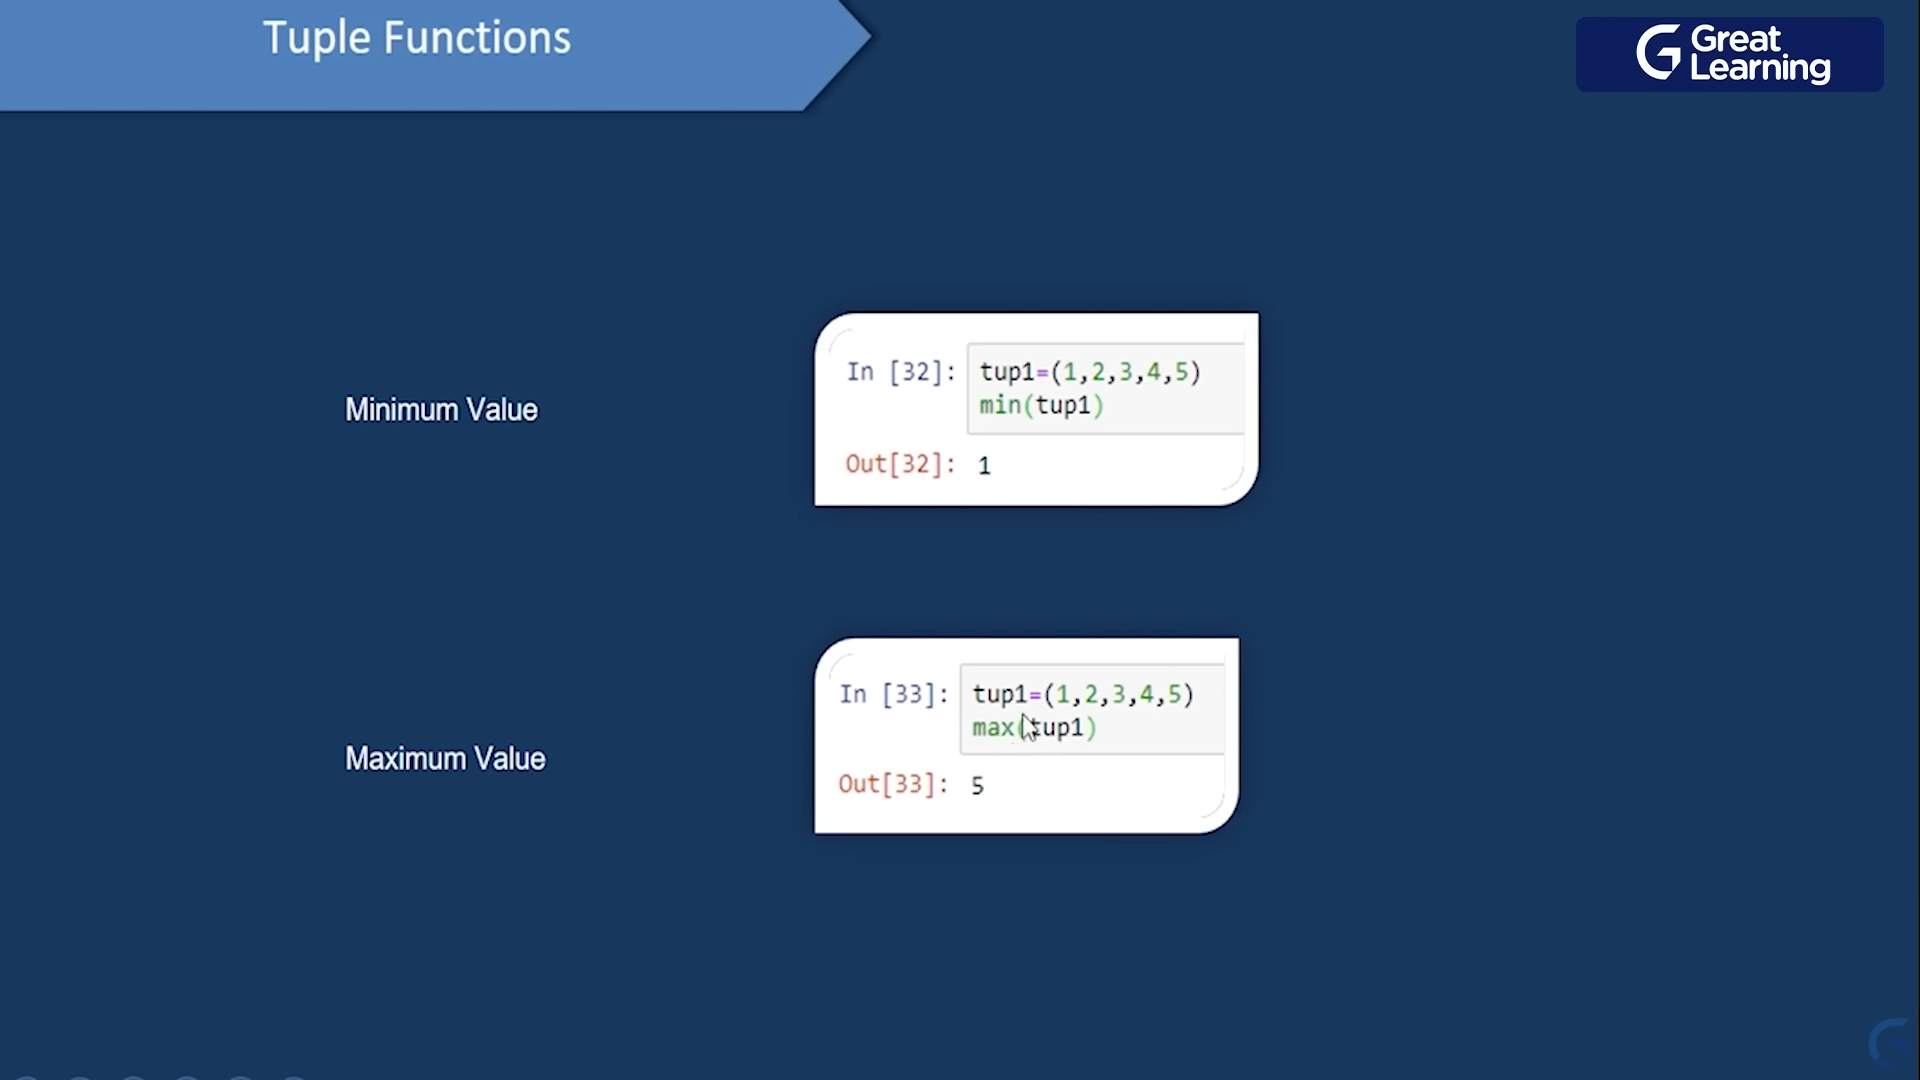 Tuple Functions
Great
Learning
Minimum Value
In [32]: tup1=(1,2,3,4,5)
min(tup1)
Out[32]: 1
Maximum Value
In [33]: tup1=(1,2,3,4,5)
max(tup1)
Out[33]: 5